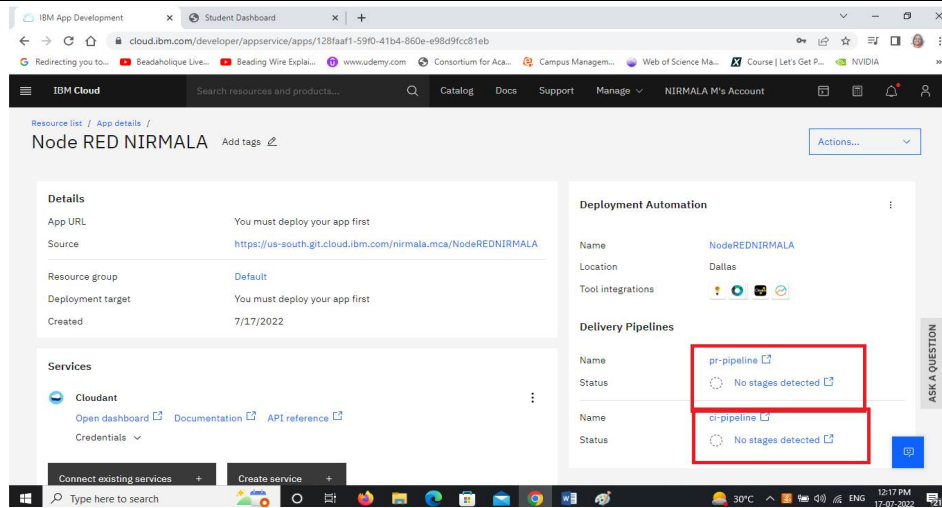 IBM App Development
Student Dashboard
cloud.ibm.com/developer/appservice/apps/128faaf1-59f0-41b4-860e-e98d9fcc81eb
Redirecting you to... Beadaholique Live... Beading Wire Explai... www.udemy.com Consortium for Aca... Campus Managem... Web of Science Ma... Course | Let's Get P... NVIDIA
IBM Cloud Search resources and products... Catalog Docs Support Manage NIRMALA M's Account
Resource list / App details /
Node RED NIRMALA Add tags Actions...
Details
App URL You must deploy your app first
Source https://us-south.git.cloud.ibm.com/nirmala.mca/NodeREDNIRMALA
Resource group Default
Deployment target You must deploy your app first
Created 7/17/2022
Services
Cloudant
Open dashboard Documentation API reference
Credentials
Connect existing services + Create service +
Deployment Automation
Name NodeREDNIRMALA
Location Dallas
Tool integrations
Delivery Pipelines
Name pr-pipeline
Status No stages detected
Name ci-pipeline
Status No stages detected
ASK A QUESTION
Type here to search 30°C ENG 12:17 PM
17-07-2022 21